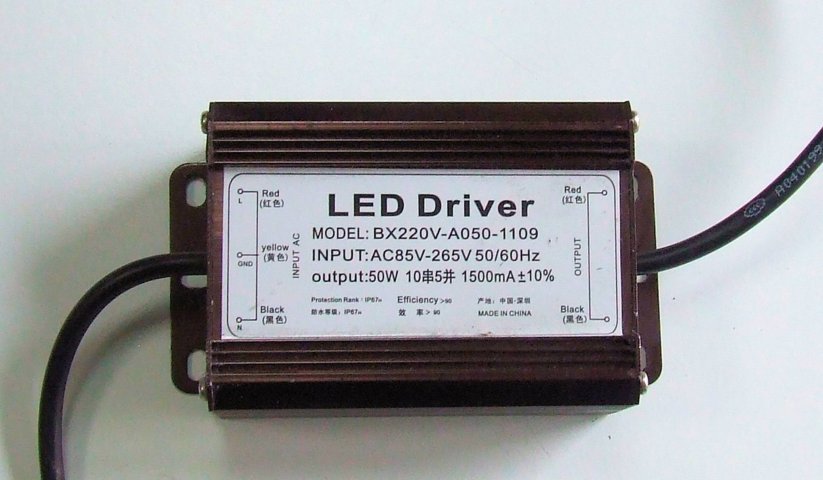 LED Driver
MODEL: BX220V-A050-1109
INPUT: AC85V-265V 50/60Hz
output: 50W 10串5并 1500mA±10%
Protection Rank: IP67
防水等级: IP67
Efficiency >90
效 率> 90
产地: 中国·深圳
MADE IN CHINA
Red
(红色)
L
yellow
(黄色)
GND
Black
(黑色)
N
INPUT AC
Red
(红色)
OUTPUT
Black
(黑色)